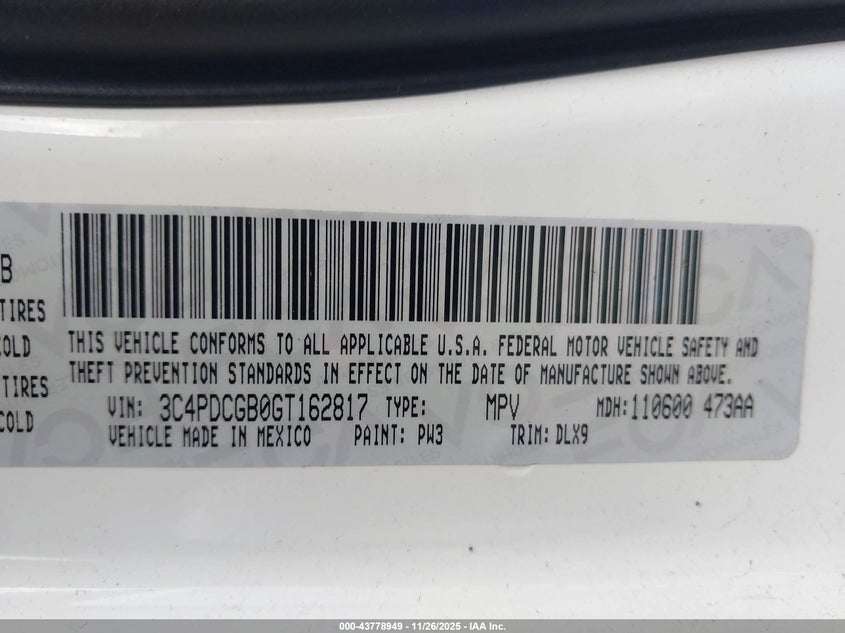 B
TIRES
COLD
TIRES
COLD
THIS VEHICLE CONFORMS TO ALL APPLICABLE U.S.A. FEDERAL MOTOR VEHICLE SAFETY AND
THEFT PREVENTION STANDARDS IN EFFECT ON THE DATE OF MANUFACTURE SHOWN ABOVE.
VIN: 3C4PDCGB0GT162817 TYPE: MPV MDH:110600 473AA
VEHICLE MADE IN MEXICO PAINT: PW3 TRIM: DLX9
000-43778949 | 11/26/2025 - IAA Inc.